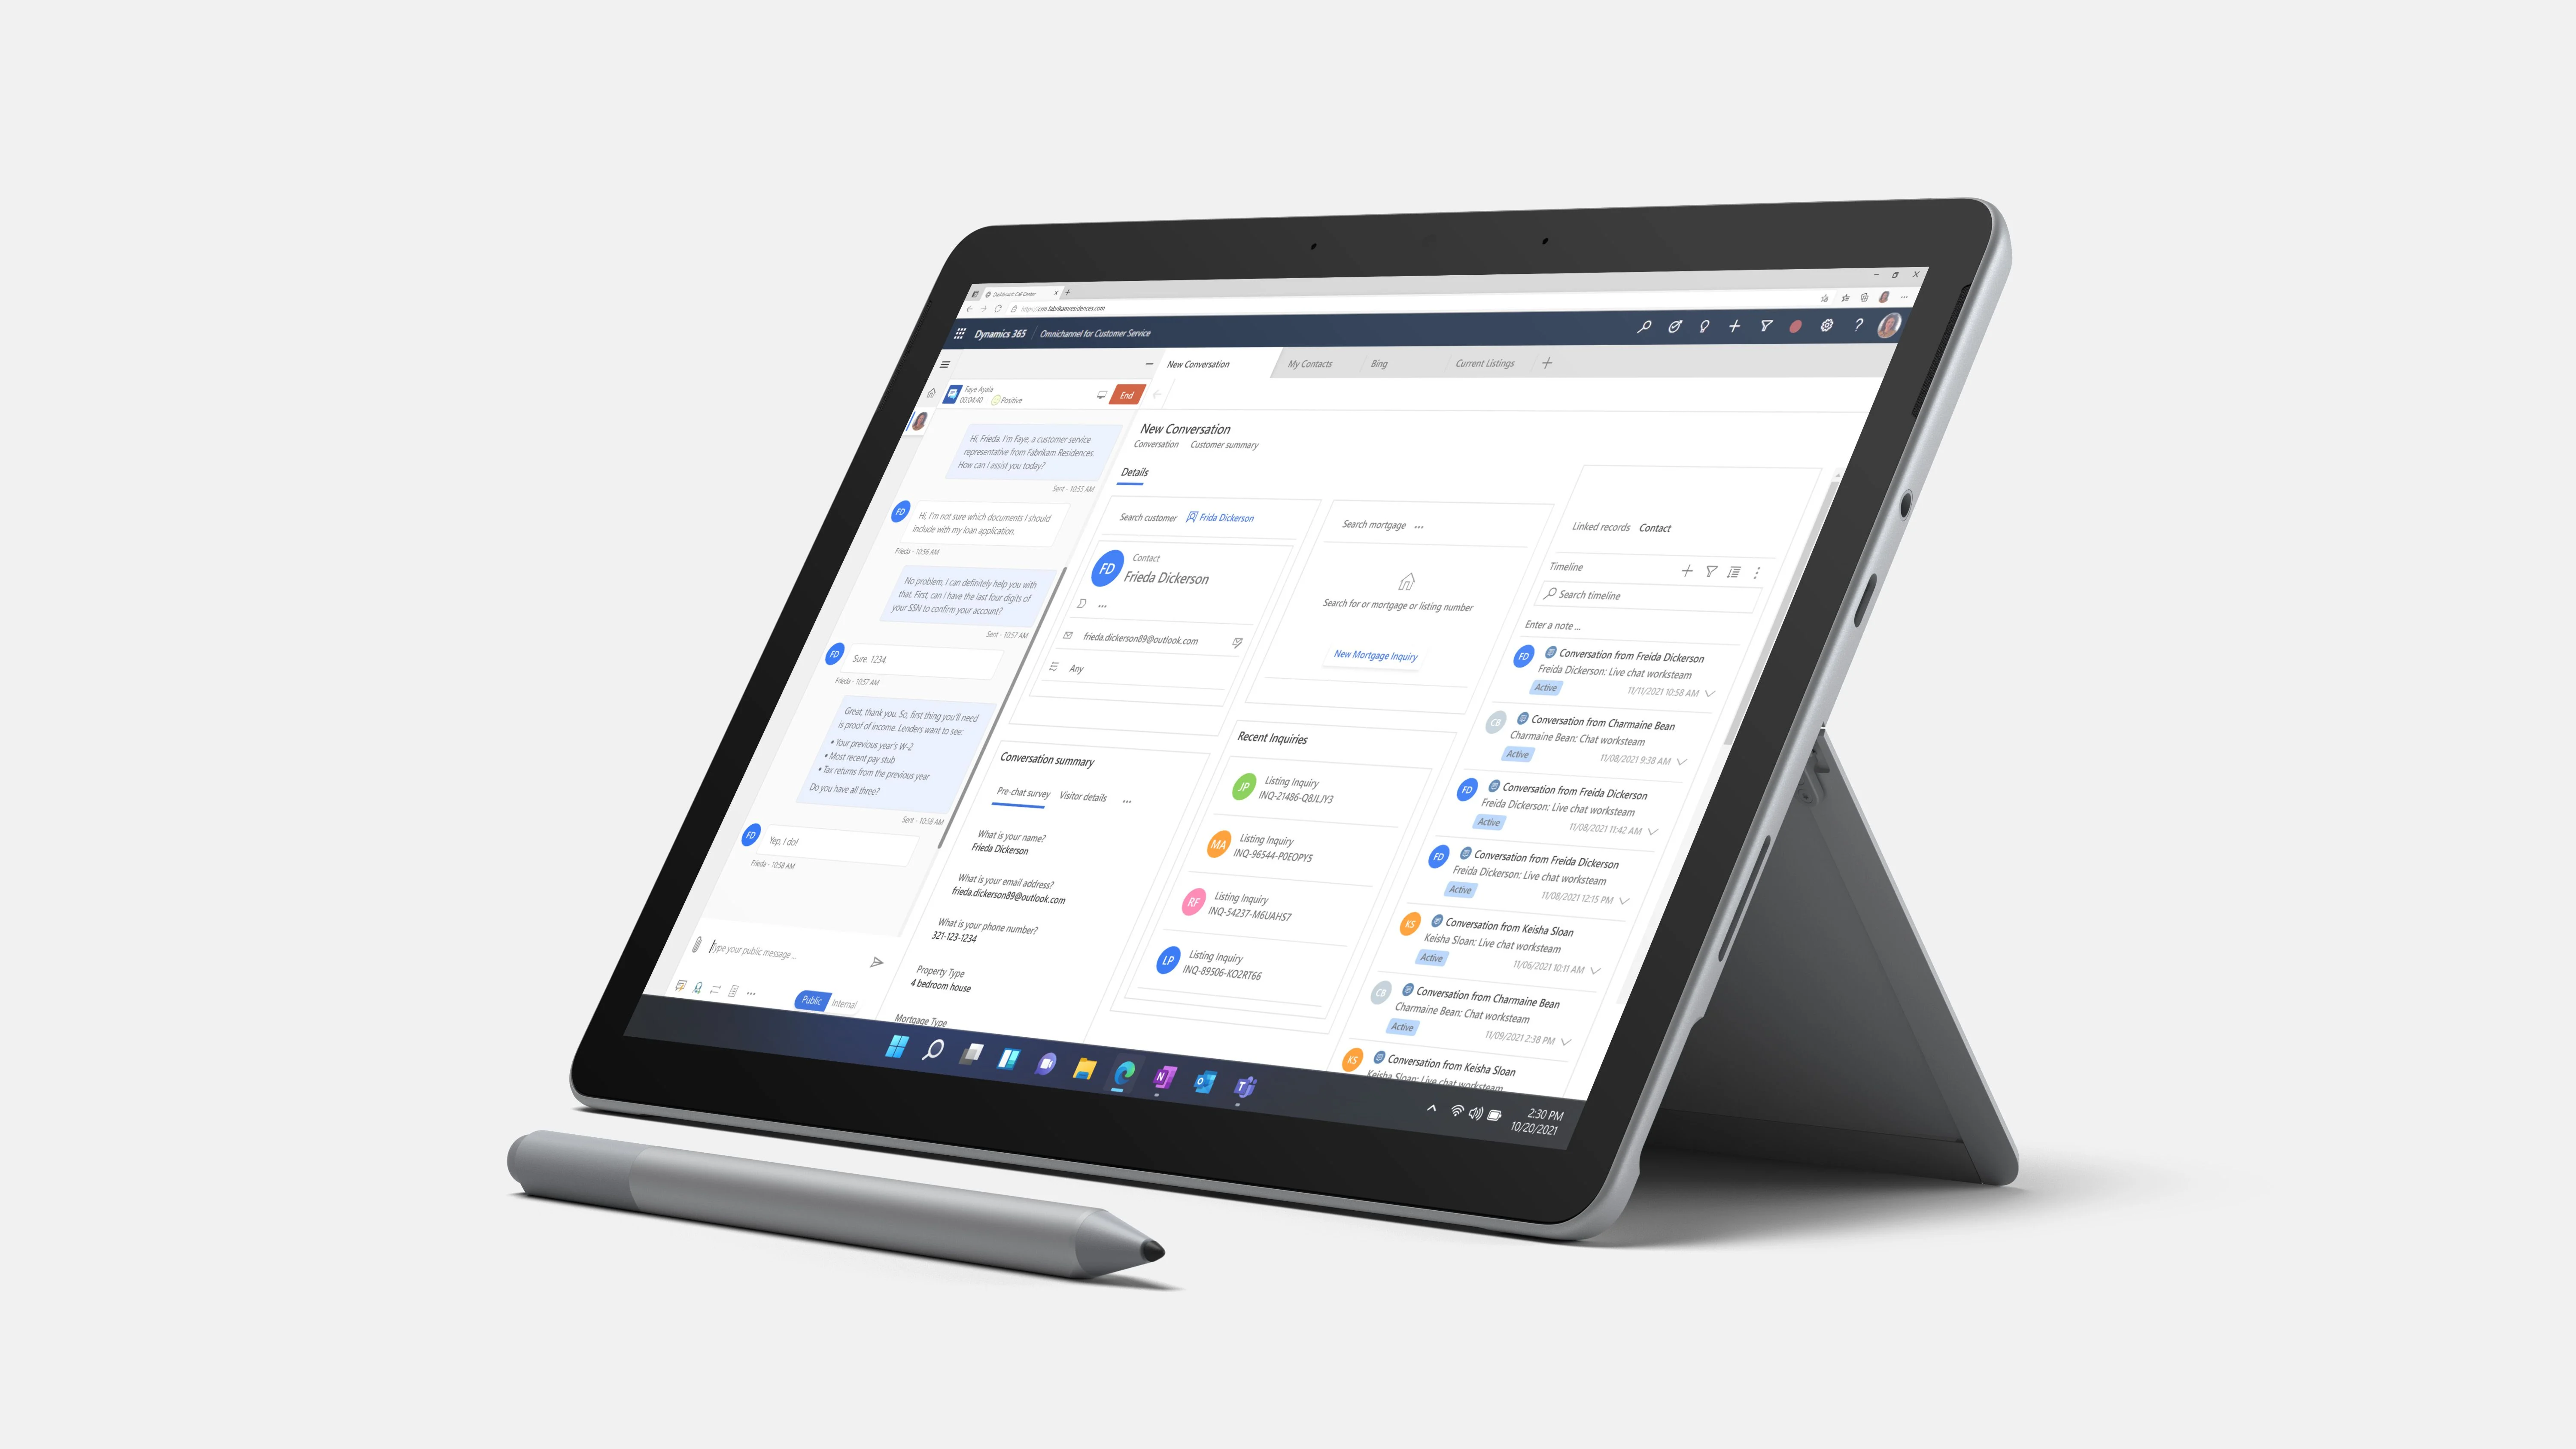 Dashboard: Call Center
https://crm.fabrikamresidences.com
Dynamics 365
Omnichannel for Customer Service
New Conversation
My Contacts
Bing
Current Listings
Faye Ayala
00:04:40
Positive
End
Hi, Frieda. I'm Faye, a customer service
representative from Fabrikam Residences.
How can I assist you today?
Sent - 10:55 AM
FD
Hi, I'm not sure which documents I should
include with my loan application.
Frieda - 10:56 AM
No problem, I can definitely help you with
that. First, can I have the last four digits of
your SSN to confirm your account?
Sent - 10:57 AM
FD
Sure. 1234.
Frieda - 10:57 AM
Great, thank you. So, first thing you'll need
is proof of income. Lenders want to see:
• Your previous year's W-2
• Most recent pay stub
• Tax returns from the previous year
Do you have all three?
Sent - 10:58 AM
FD
Yep, I do!
Frieda - 10:58 AM
Type your public message ...
Public
Internal
New Conversation
Conversation
Customer summary
Details
Search customer
Frida Dickerson
FD
Contact
Frieda Dickerson
frieda.dickerson89@outlook.com
Any
Conversation summary
Pre-chat survey
Visitor details
What is your name?
Frieda Dickerson
What is your email address?
frieda.dickerson89@outlook.com
What is your phone number?
321-123-1234
Property Type
4 bedroom house
Mortgage Type
Search mortgage
Search for or mortgage or listing number
New Mortgage Inquiry
Recent Inquiries
JP
Listing Inquiry
INQ-21486-Q8JLJY3
MA
Listing Inquiry
INQ-96544-P0EOPY5
RF
Listing Inquiry
INQ-54237-M6UAHS7
LP
Listing Inquiry
INQ-89506-KO2RT66
Linked records
Contact
Timeline
Search timeline
Enter a note ...
FD
Conversation from Freida Dickerson
Freida Dickerson: Live chat worksteam
Active
11/11/2021 10:58 AM
CB
Conversation from Charmaine Bean
Charmaine Bean: Chat worksteam
Active
11/08/2021 9:38 AM
FD
Conversation from Freida Dickerson
Freida Dickerson: Live chat worksteam
Active
11/08/2021 11:42 AM
FD
Conversation from Freida Dickerson
Freida Dickerson: Live chat worksteam
Active
11/08/2021 12:15 PM
KS
Conversation from Keisha Sloan
Keisha Sloan: Live chat worksteam
Active
11/06/2021 10:11 AM
CB
Conversation from Charmaine Bean
Charmaine Bean: Chat worksteam
Active
11/09/2021 2:38 PM
KS
Conversation from Keisha Sloan
Keisha Sloan: Live chat worksteam
2:30 PM
10/20/2021